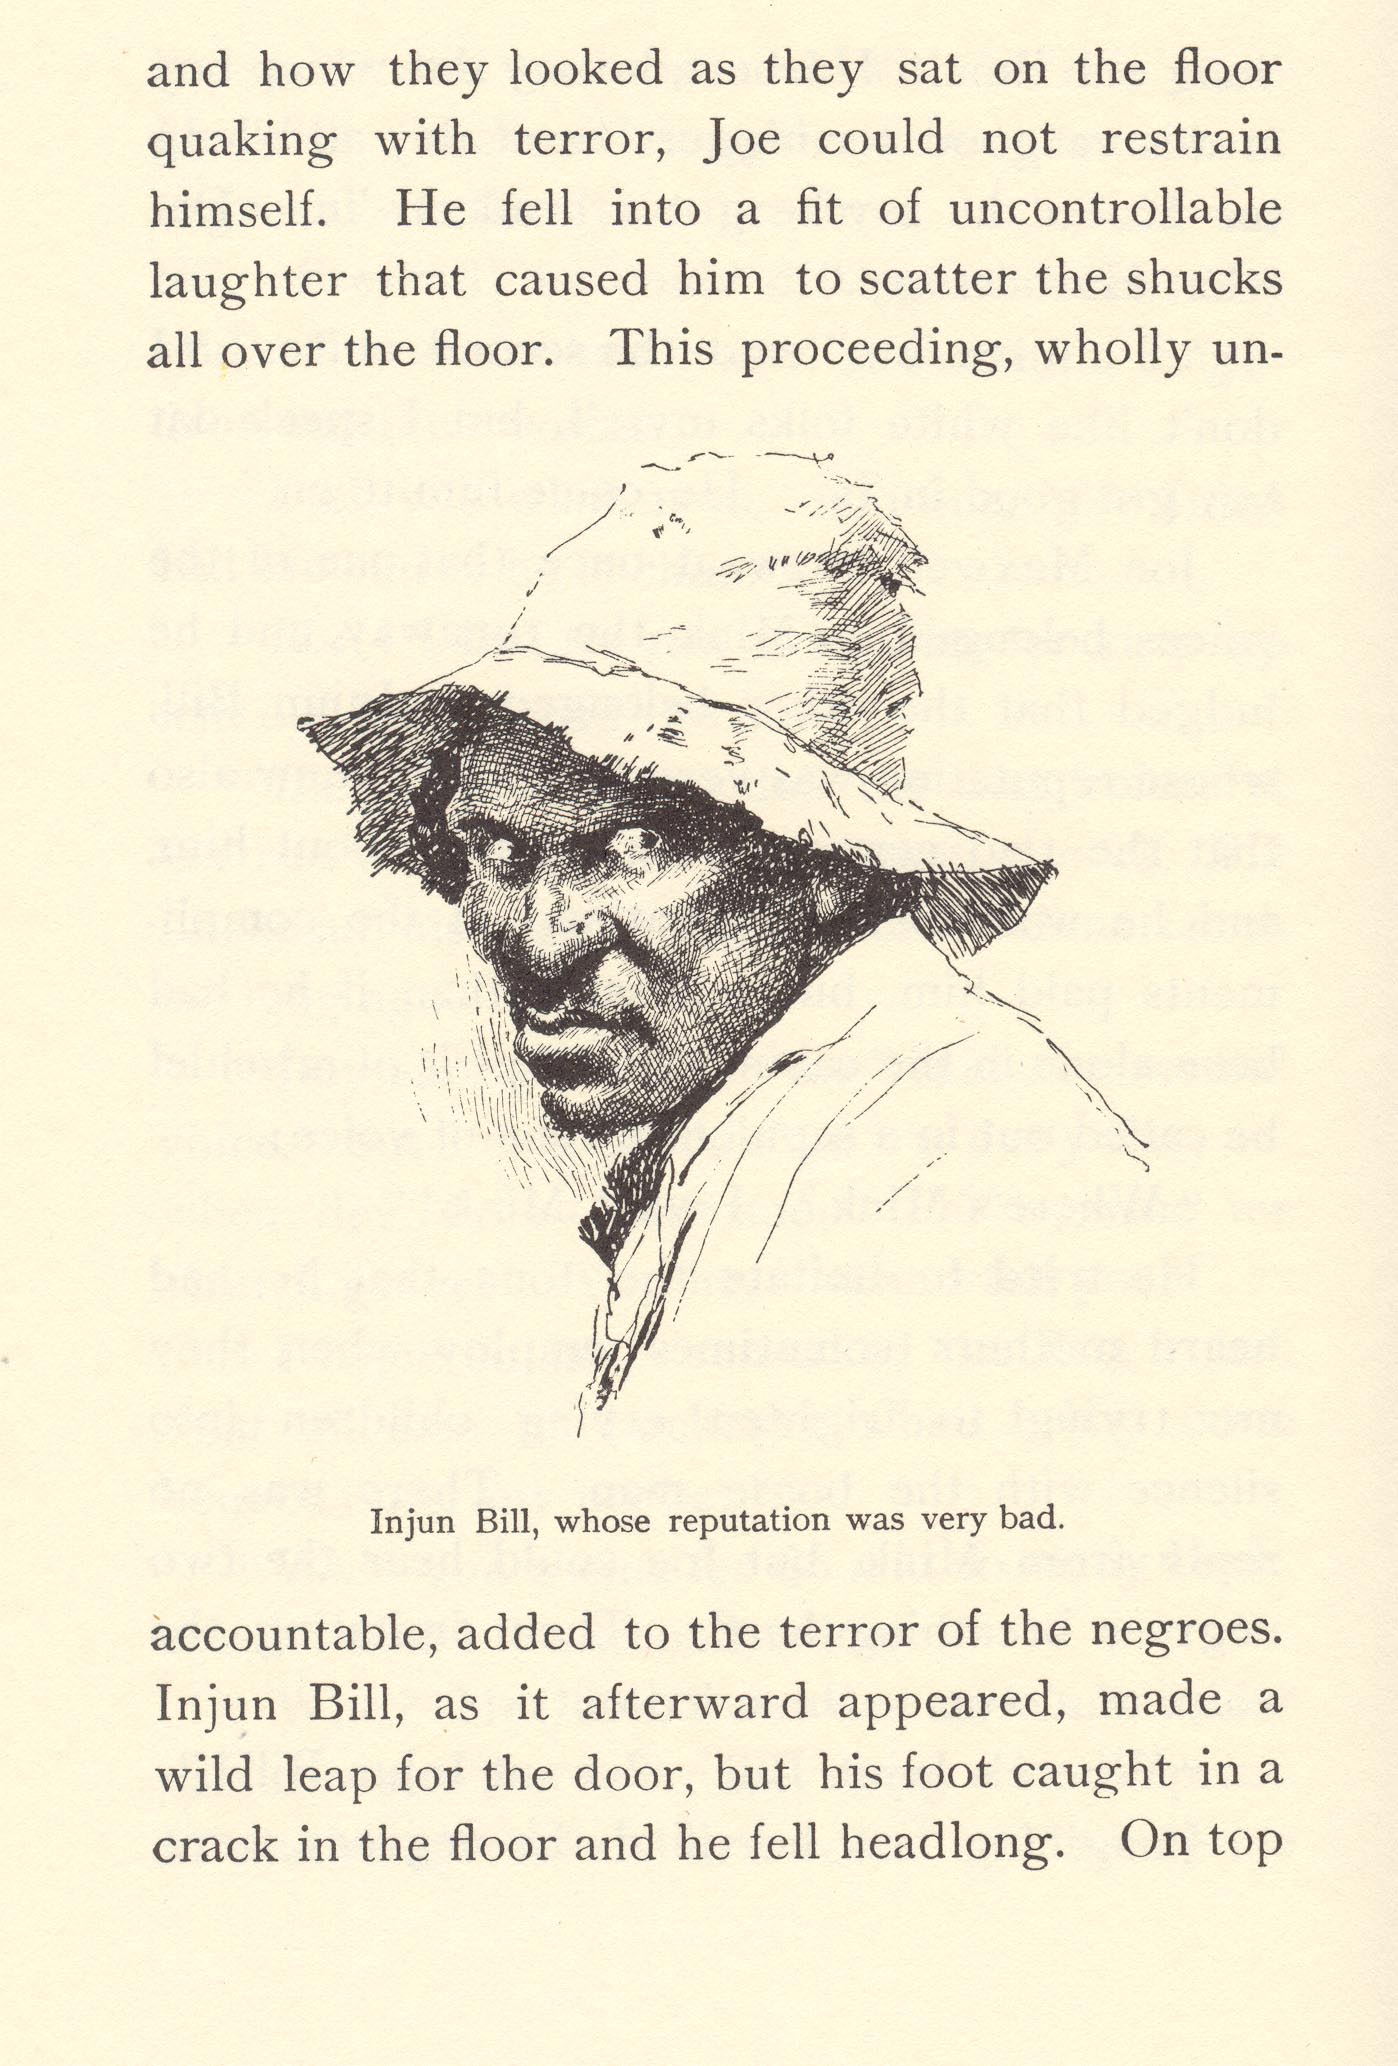 and how they looked as they sat on the floor
quaking with terror, Joe could not restrain
himself. He fell into a fit of uncontrollable
laughter that caused him to scatter the shucks
all over the floor. This proceeding, wholly un-
Injun Bill, whose reputation was very bad.
accountable, added to the terror of the negroes.
Injun Bill, as it afterward appeared, made a
wild leap for the door, but his foot caught in a
crack in the floor and he fell headlong. On top